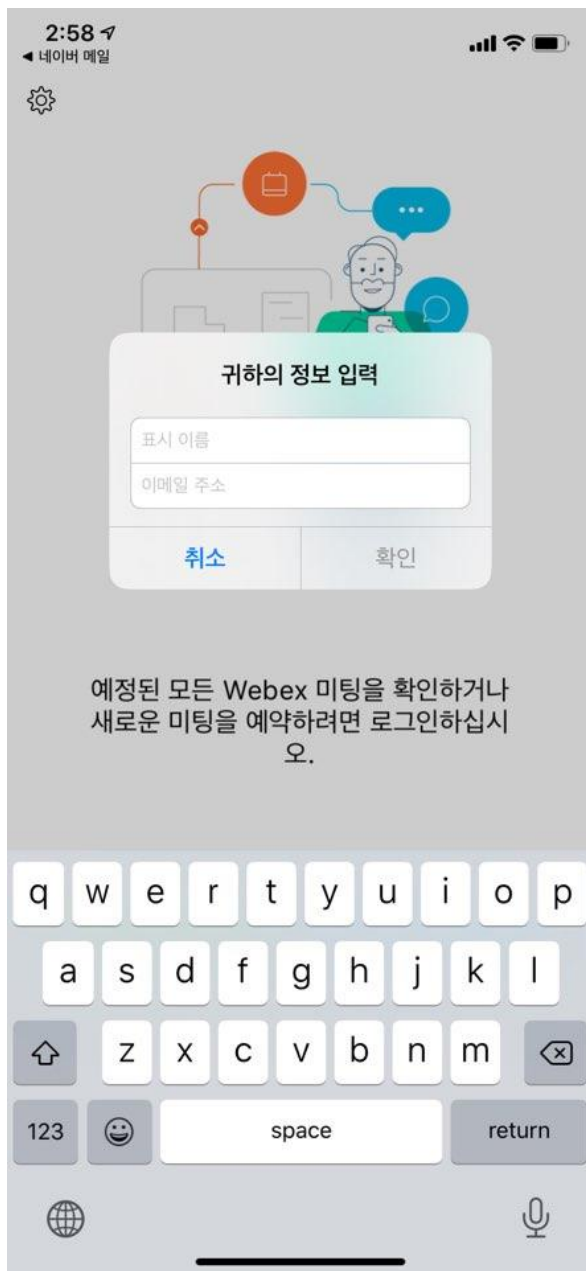 2:58
◀ 네이버 메일
귀하의 정보 입력
표시 이름
이메일 주소
취소 확인
예정된 모든 Webex 미팅을 확인하거나
새로운 미팅을 예약하려면 로그인하십시
오.
q w e r t y u i o p
a s d f g h j k l
z x c v b n m
123 space return